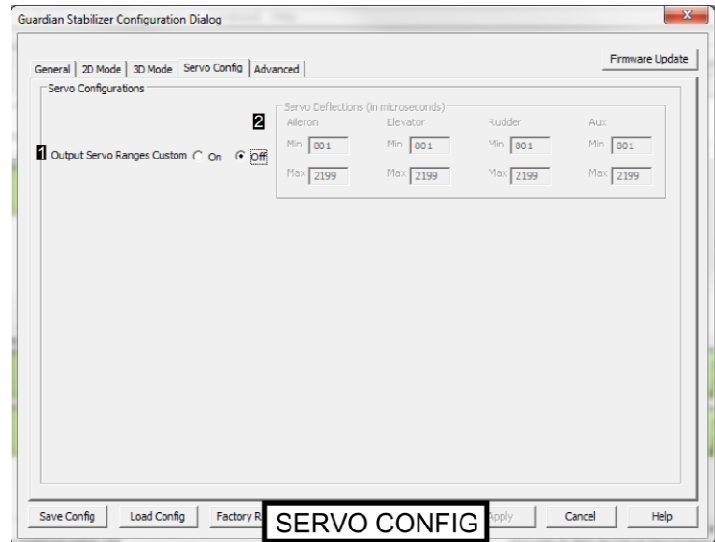 Guardian Stabilizer Configuration Dialog
Firmware Update
General 2D Mode 3D Mode Servo Config Advanced
Servo Configurations
Servo Deflections (in microseconds)
2
Aileron Elevator Rudder Aux
Min 001 Min 001 Min 001 Min 001
1 Output Servo Ranges Custom On Off
Max 2199 Max 2199 Max 2199 Max 2199
Save Config Load Config Factory R Apply Cancel Help
SERVO CONFIG